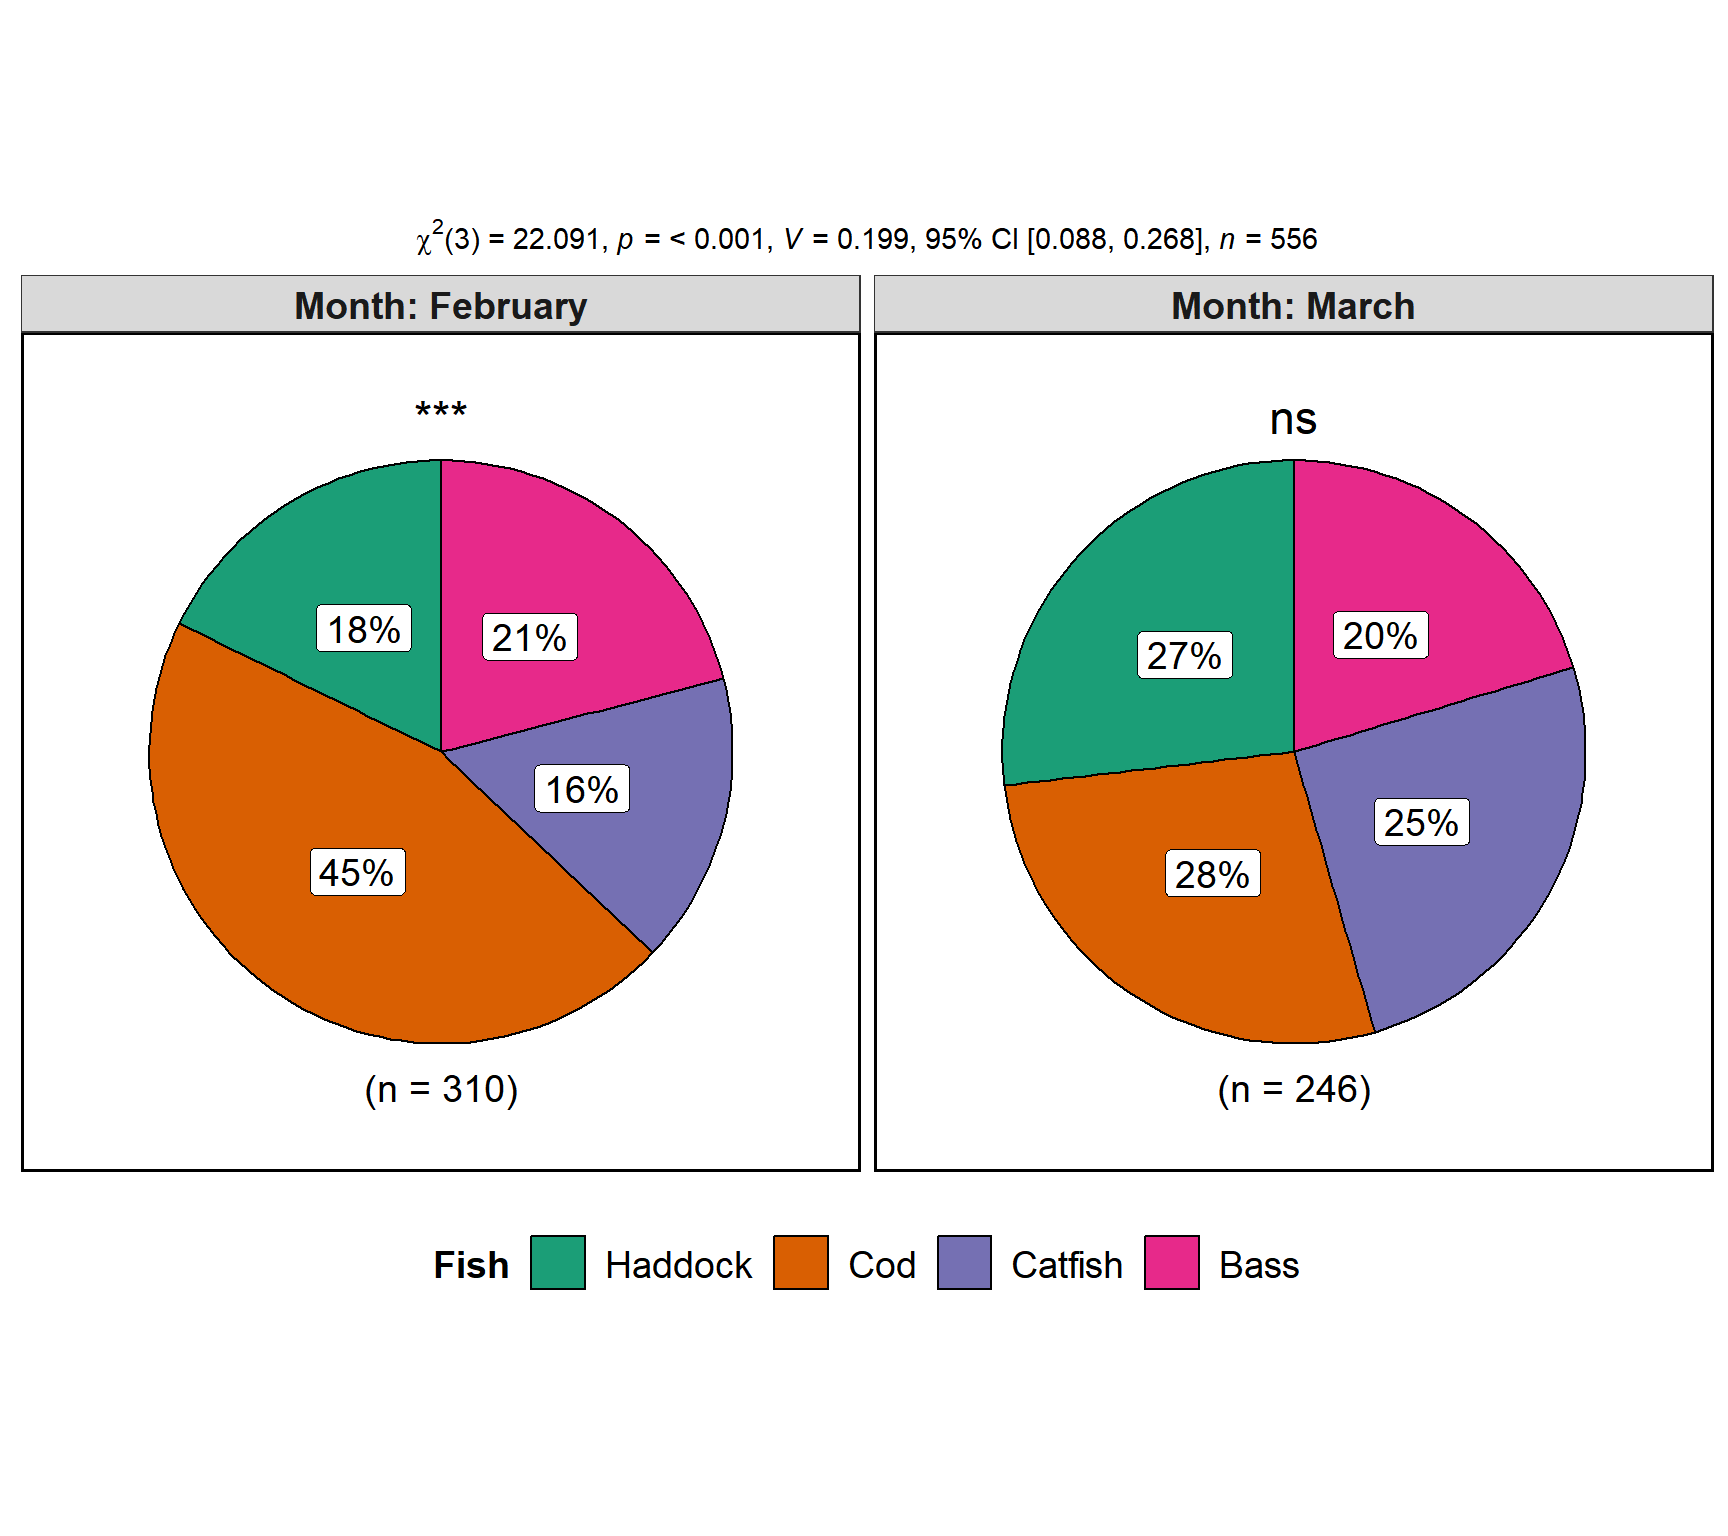 χ²(3) = 22.091, p = < 0.001, V = 0.199, 95% CI [0.088, 0.268], n = 556
Month: February
***
18%
21%
16%
45%
(n = 310)
Month: March
ns
27%
20%
25%
28%
(n = 246)
Fish Haddock Cod Catfish Bass